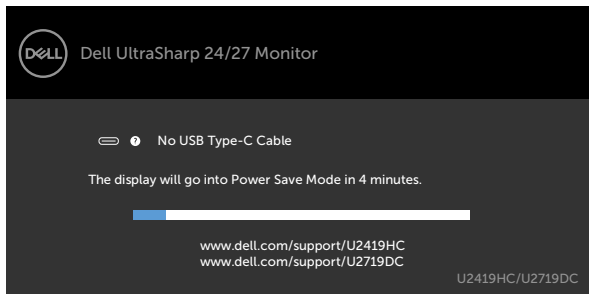 DELL
Dell UltraSharp 24/27 Monitor
? No USB Type-C Cable
The display will go into Power Save Mode in 4 minutes.
www.dell.com/support/U2419HC
www.dell.com/support/U2719DC
U2419HC/U2719DC